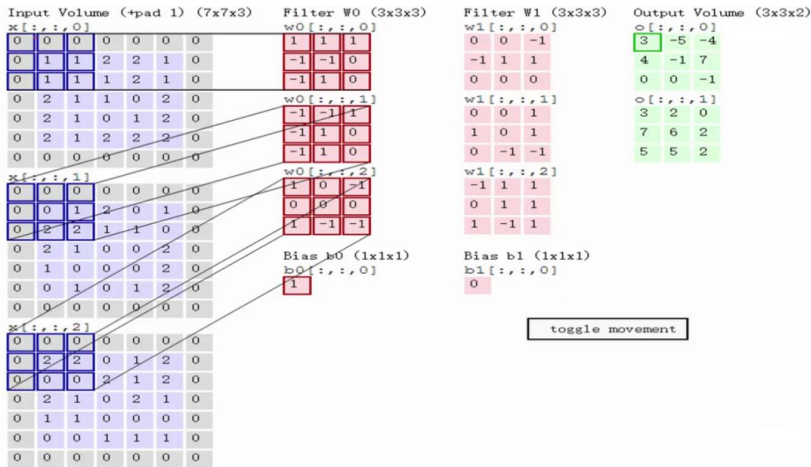 Input Volume (+pad 1) (7x7x3)
x[:,:,0]
0 0 0 0 0 0 0
0 1 1 2 2 1 0
0 1 1 1 2 1 0
0 2 1 1 0 2 0
0 2 1 0 1 2 0
0 2 1 2 2 2 0
0 0 0 0 0 0 0
x[:,:,1]
0 0 0 0 0 0 0
0 0 1 2 0 1 0
0 2 2 1 1 0 0
0 2 1 0 0 2 0
0 1 0 0 0 2 0
0 0 1 0 1 2 0
0 0 0 0 0 0 0
x[:,:,2]
0 0 0 0 0 0 0
0 2 2 0 1 2 0
0 0 0 2 1 2 0
0 2 1 0 2 1 0
0 1 1 0 0 0 0
0 0 0 1 1 1 0
0 0 0 0 0 0 0
Filter W0 (3x3x3)
w0[:,:,0]
1 1 1
-1 -1 0
-1 1 0
w0[:,:,1]
-1 -1 1
-1 1 0
-1 1 0
w0[:,:,2]
1 0 -1
0 0 0
1 -1 -1
Bias b0 (1x1x1)
b0[:,:,0]
1
Filter W1 (3x3x3)
w1[:,:,0]
0 0 -1
-1 1 1
0 0 0
w1[:,:,1]
0 0 1
1 0 1
0 -1 -1
w1[:,:,2]
-1 1 1
0 1 1
1 -1 1
Bias b1 (1x1x1)
b1[:,:,0]
0
Output Volume (3x3x2)
o[:,:,0]
3 -5 -4
4 -1 7
0 0 -1
o[:,:,1]
3 2 0
7 6 2
5 5 2
toggle movement